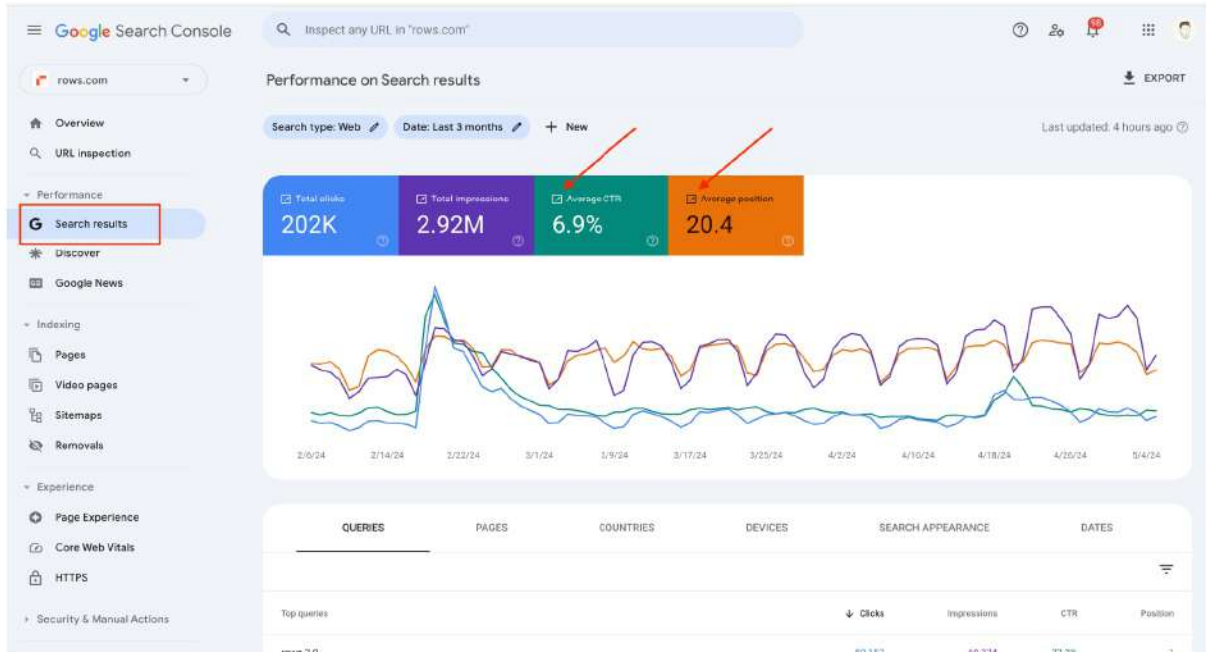 Google Search Console
Inspect any URL in "rows.com"
rows.com
Performance on Search results
EXPORT
Overview
URL inspection
Search type: Web
Date: Last 3 months
+ New
Last updated: 4 hours ago
Performance
Search results
Discover
Google News
Total clicks
202K
Total impressions
2.92M
Average CTR
6.9%
Average position
20.4
Indexing
Pages
Video pages
Sitemaps
Removals
2/6/24
2/14/24
2/22/24
3/1/24
3/9/24
3/17/24
3/25/24
4/2/24
4/10/24
4/18/24
4/26/24
5/4/24
Experience
Page Experience
Core Web Vitals
HTTPS
Security & Manual Actions
QUERIES
PAGES
COUNTRIES
DEVICES
SEARCH APPEARANCE
DATES
Top queries
Clicks
Impressions
CTR
Position